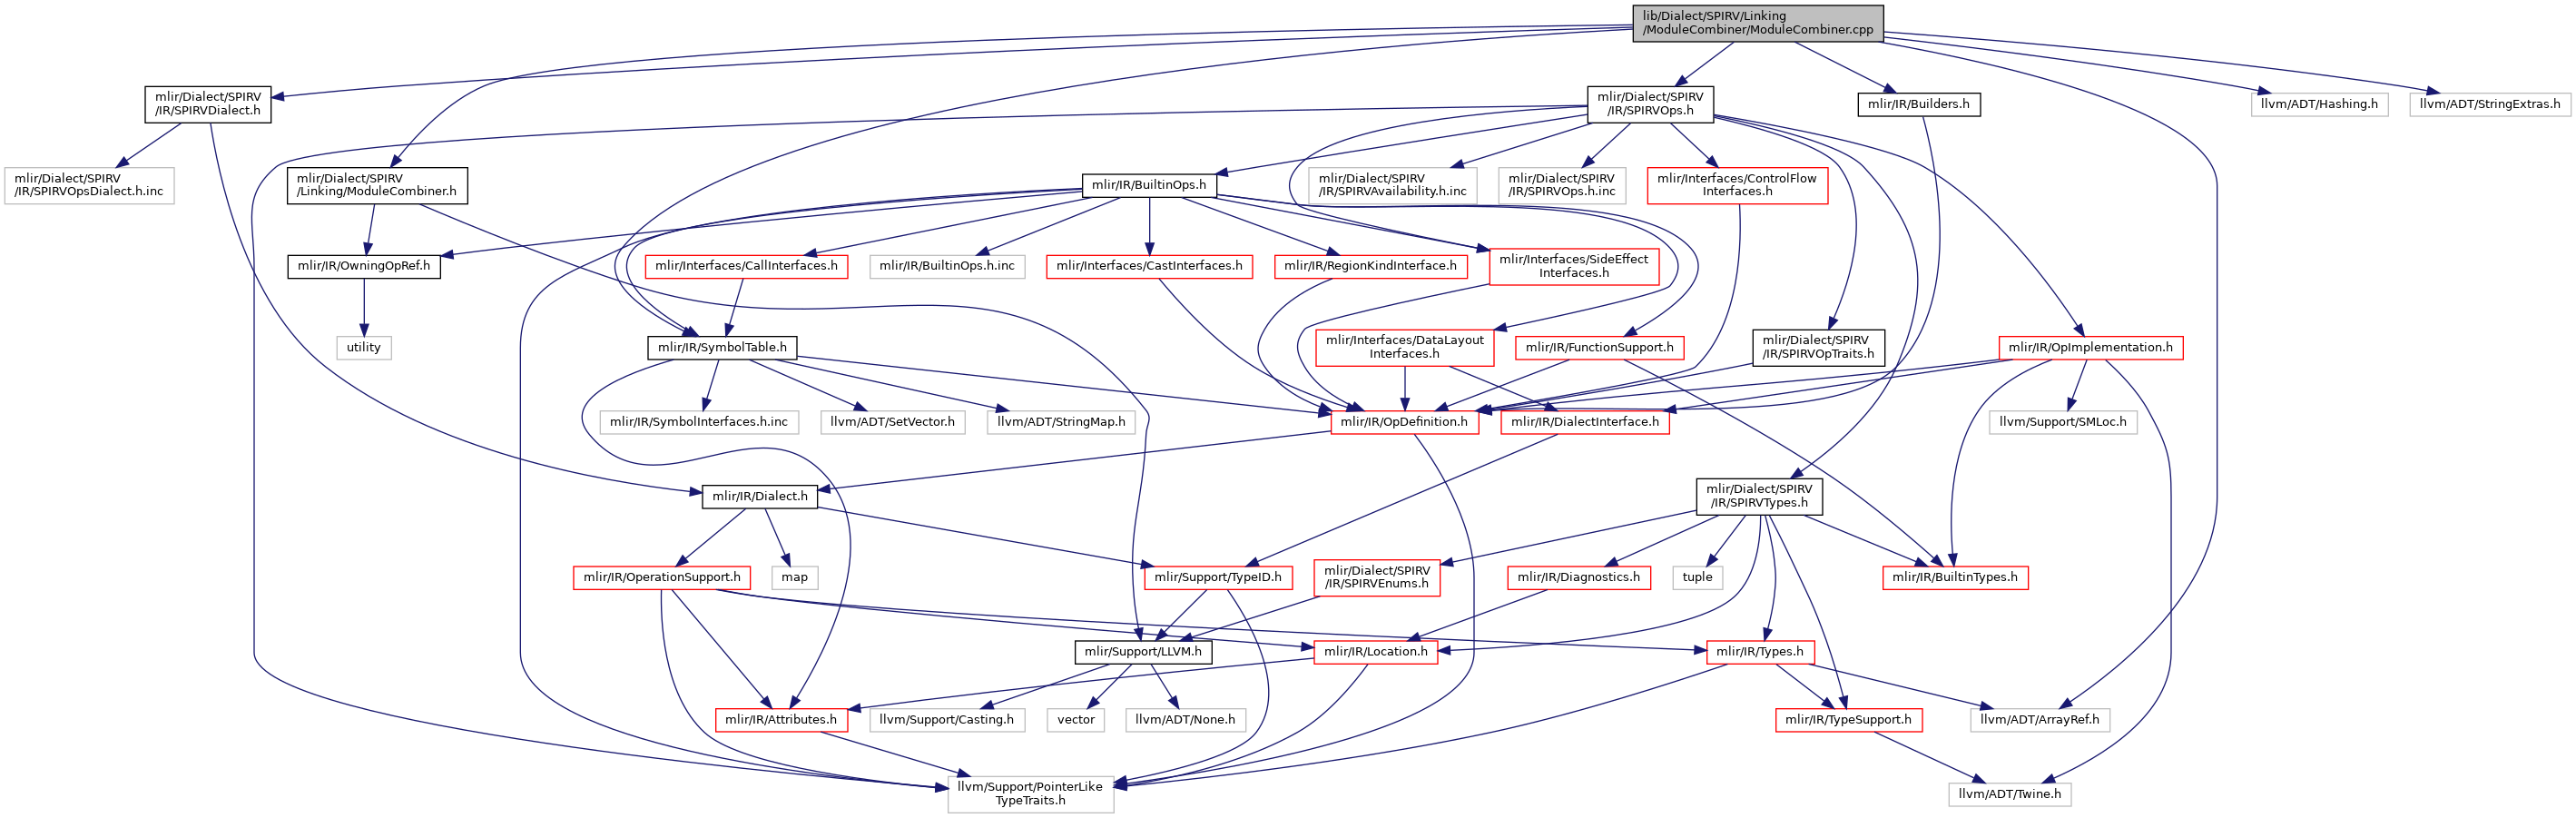 lib/Dialect/SPIRV/Linking
/ModuleCombiner/ModuleCombiner.cpp
mlir/Dialect/SPIRV
/IR/SPIRVDialect.h
mlir/Dialect/SPIRV
/IR/SPIRVOps.h
mlir/IR/Builders.h
llvm/ADT/Hashing.h
llvm/ADT/StringExtras.h
mlir/Dialect/SPIRV
/IR/SPIRVOpsDialect.h.inc
mlir/Dialect/SPIRV
/Linking/ModuleCombiner.h
mlir/IR/BuiltinOps.h
mlir/Dialect/SPIRV
/IR/SPIRVAvailability.h.inc
mlir/Dialect/SPIRV
/IR/SPIRVOps.h.inc
mlir/Interfaces/ControlFlow
Interfaces.h
mlir/IR/OwningOpRef.h
mlir/Interfaces/CallInterfaces.h
mlir/IR/BuiltinOps.h.inc
mlir/Interfaces/CastInterfaces.h
mlir/IR/RegionKindInterface.h
mlir/Interfaces/SideEffect
Interfaces.h
utility
mlir/IR/SymbolTable.h
mlir/Interfaces/DataLayout
Interfaces.h
mlir/IR/FunctionSupport.h
mlir/Dialect/SPIRV
/IR/SPIRVOpTraits.h
mlir/IR/OpImplementation.h
mlir/IR/SymbolInterfaces.h.inc
llvm/ADT/SetVector.h
llvm/ADT/StringMap.h
mlir/IR/OpDefinition.h
mlir/IR/DialectInterface.h
llvm/Support/SMLoc.h
mlir/IR/Dialect.h
mlir/Dialect/SPIRV
/IR/SPIRVTypes.h
mlir/IR/OperationSupport.h
map
mlir/Support/TypeID.h
mlir/Dialect/SPIRV
/IR/SPIRVEnums.h
mlir/IR/Diagnostics.h
tuple
mlir/IR/BuiltinTypes.h
mlir/Support/LLVM.h
mlir/IR/Location.h
mlir/IR/Types.h
mlir/IR/Attributes.h
llvm/Support/Casting.h
vector
llvm/ADT/None.h
mlir/IR/TypeSupport.h
llvm/ADT/ArrayRef.h
llvm/Support/PointerLike
TypeTraits.h
llvm/ADT/Twine.h